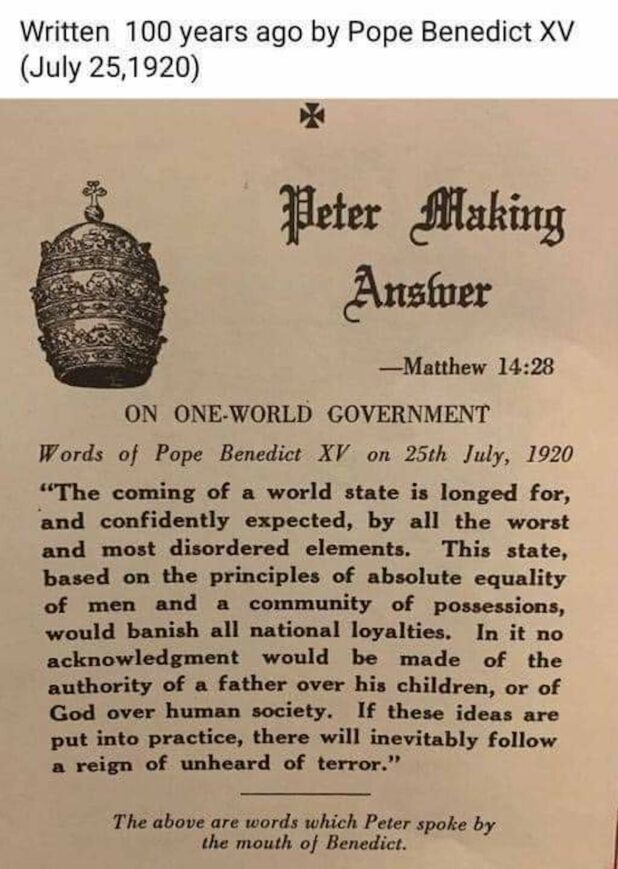 Written 100 years ago by Pope Benedict XV
(July 25,1920)
Peter Making
Answer
—Matthew 14:28
ON ONE-WORLD GOVERNMENT
Words of Pope Benedict XV on 25th July, 1920
“The coming of a world state is longed for,
and confidently expected, by all the worst
and most disordered elements. This state,
based on the principles of absolute equality
of men and a community of possessions,
would banish all national loyalties. In it no
acknowledgment would be made of the
authority of a father over his children, or of
God over human society. If these ideas are
put into practice, there will inevitably follow
a reign of unheard of terror.”
The above are words which Peter spoke by
the mouth of Benedict.